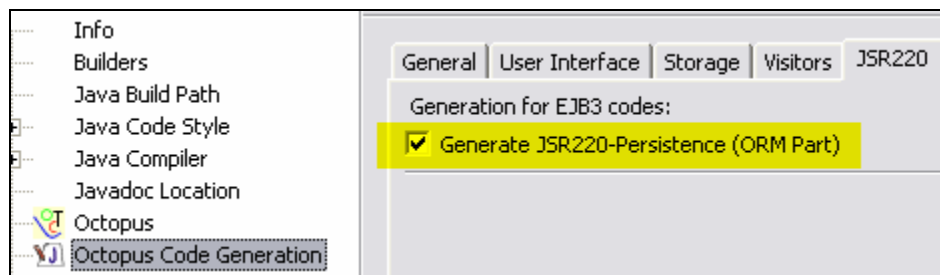 Info
Builders
Java Build Path
Java Code Style
Java Compiler
Javadoc Location
Octopus
Octopus Code Generation
General User Interface Storage Visitors JSR220
Generation for EJB3 codes:
Generate JSR220-Persistence (ORM Part)